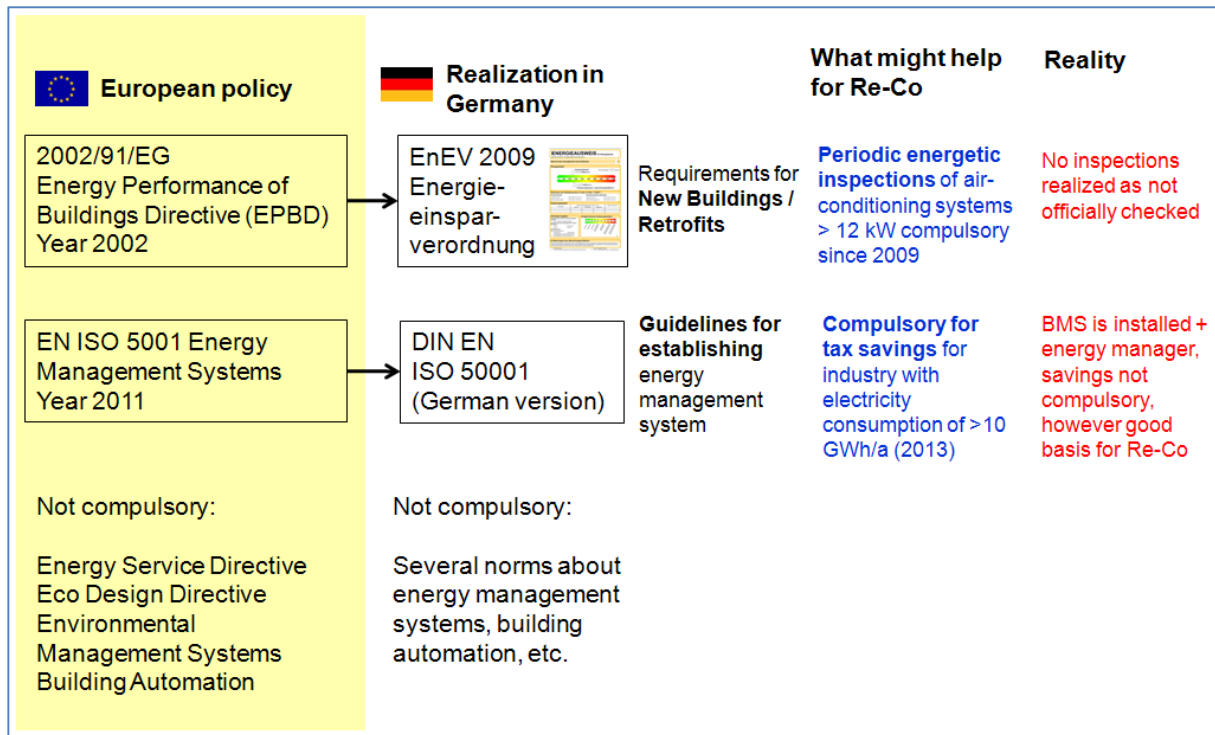 European policy
Realization in
Germany
What might help
for Re-Co
Reality
2002/91/EG
Energy Performance of
Buildings Directive (EPBD)
Year 2002
EnEV 2009
Energie-
einspar-
verordnung
ENERGIEAUSWEIS
Requirements for
New Buildings /
Retrofits
Periodic energetic
inspections of air-
conditioning systems
> 12 kW compulsory
since 2009
No inspections
realized as not
officially checked
EN ISO 5001 Energy
Management Systems
Year 2011
DIN EN
ISO 50001
(German version)
Guidelines for
establishing
energy
management
system
Compulsory for
tax savings for
industry with
electricity
consumption of >10
GWh/a (2013)
BMS is installed +
energy manager,
savings not
compulsory,
however good
basis for Re-Co
Not compulsory:
Energy Service Directive
Eco Design Directive
Environmental
Management Systems
Building Automation
Not compulsory:
Several norms about
energy management
systems, building
automation, etc.